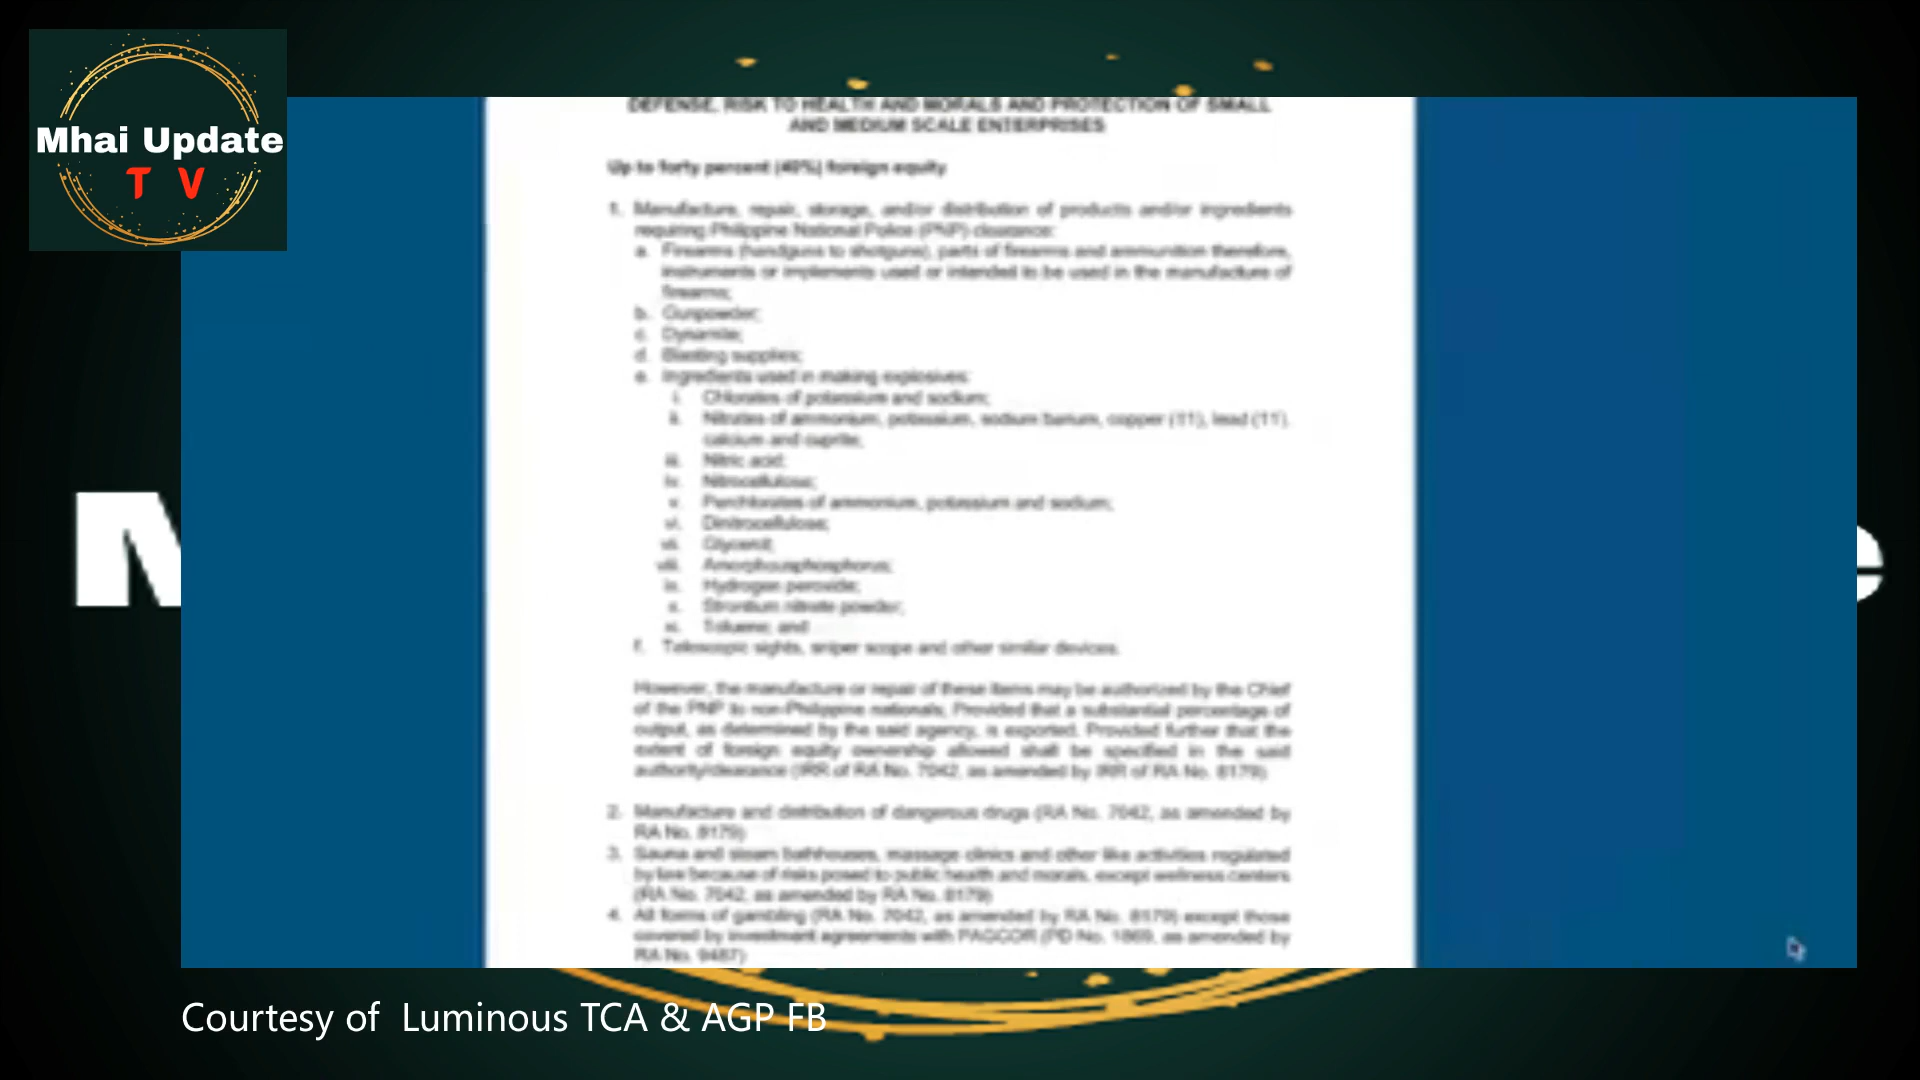 Mhai Update
T V
DEFENSE, RISK TO HEALTH AND MORALS AND PROTECTION OF SMALL
AND MEDIUM SCALE ENTERPRISES
Up to forty percent (40%) foreign equity
1. Manufacture, repair, storage, and/or distribution of products and/or ingredients
requiring Philippine National Police (PNP) clearance:
a. Firearms (handguns to shotguns), parts of firearms and ammunition therefore,
instruments or implements used or intended to be used in the manufacture of
firearms;
b. Gunpowder;
c. Dynamite;
d. Blasting supplies;
e. Ingredients used in making explosives:
i. Chlorates of potassium and sodium;
ii. Nitrates of ammonium, potassium, sodium barium, copper (11), lead (11),
calcium and cuprite;
iii. Nitric acid;
iv. Nitrocellulose;
v. Perchlorates of ammonium, potassium and sodium;
vi. Dinitrocellulose;
vii. Glycerol;
viii. Amorphousphosphorus;
ix. Hydrogen peroxide;
x. Strontium nitrate powder;
xi. Toluene; and
f. Telescopic sights, sniper scope and other similar devices.
However, the manufacture or repair of these items may be authorized by the Chief
of the PNP to non-Philippine nationals; Provided that a substantial percentage of
output, as determined by the said agency, is exported. Provided further that the
extent of foreign equity ownership allowed shall be specified in the said
authority/clearance (IRR of RA No. 7042, as amended by IRR of RA No. 8179)
2. Manufacture and distribution of dangerous drugs (RA No. 7042, as amended by
RA No. 8179)
3. Sauna and steam bathhouses, massage clinics and other like activities regulated
by law because of risks posed to public health and morals, except wellness centers
(RA No. 7042, as amended by RA No. 8179)
4. All forms of gambling (RA No. 7042, as amended by RA No. 8179) except those
covered by investment agreements with PAGCOR (PD No. 1869, as amended by
RA No. 9487)
M
e
Courtesy of Luminous TCA & AGP FB